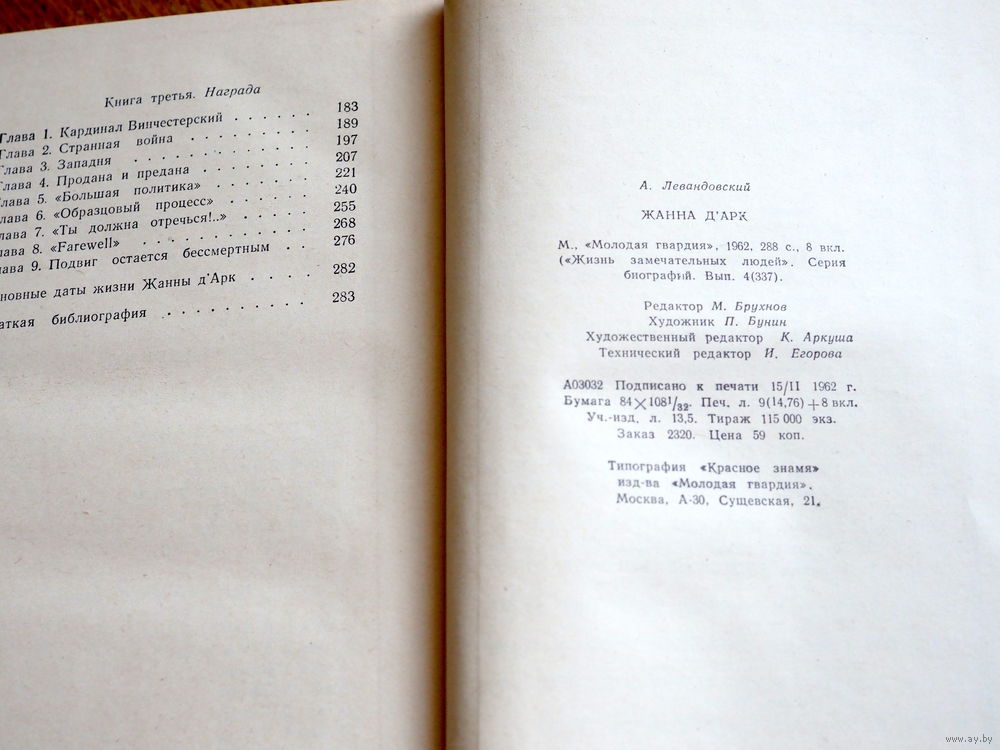 Книга третья. Награда
Глава 1. Кардинал Винчестерский . . . . . . 183
Глава 2. Странная война . . . . . . . . 189
Глава 3. Западня . . . . . . . . . . . 197
Глава 4. Продана и предана . . . . . . . 207
Глава 5. «Большая политика» . . . . . . . 221
Глава 6. «Образцовый процесс» . . . . . . 240
лава 7. «Ты должна отречься!..» . . . . . . 255
лава 8. «Farewell» . . . . . . . . . . 268
ава 9. Подвиг остается бессмертным . . 276
новные даты жизни Жанны д'Арк . . . . 282
аткая библиография . . . . . . . . . 283
А. Левандовский
ЖАННА Д'АРК
М., «Молодая гвардия», 1962, 288 с., 8 вкл.
(«Жизнь замечательных людей». Серия
биографий. Вып. 4(337).
Редактор М. Брухнов
Художник П. Бунин
Художественный редактор К. Аркуша
Технический редактор И. Егорова
А03032 Подписано к печати 15/II 1962 г.
Бумага 84×108¹/₃₂. Печ. л. 9(14,76)+8 вкл.
Уч.-изд. л. 13,5. Тираж 115 000 экз.
Заказ 2320. Цена 59 коп.
Типография «Красное знамя»
изд-ва «Молодая гвардия».
Москва, А-30, Сущевская, 21.
www.ay.by